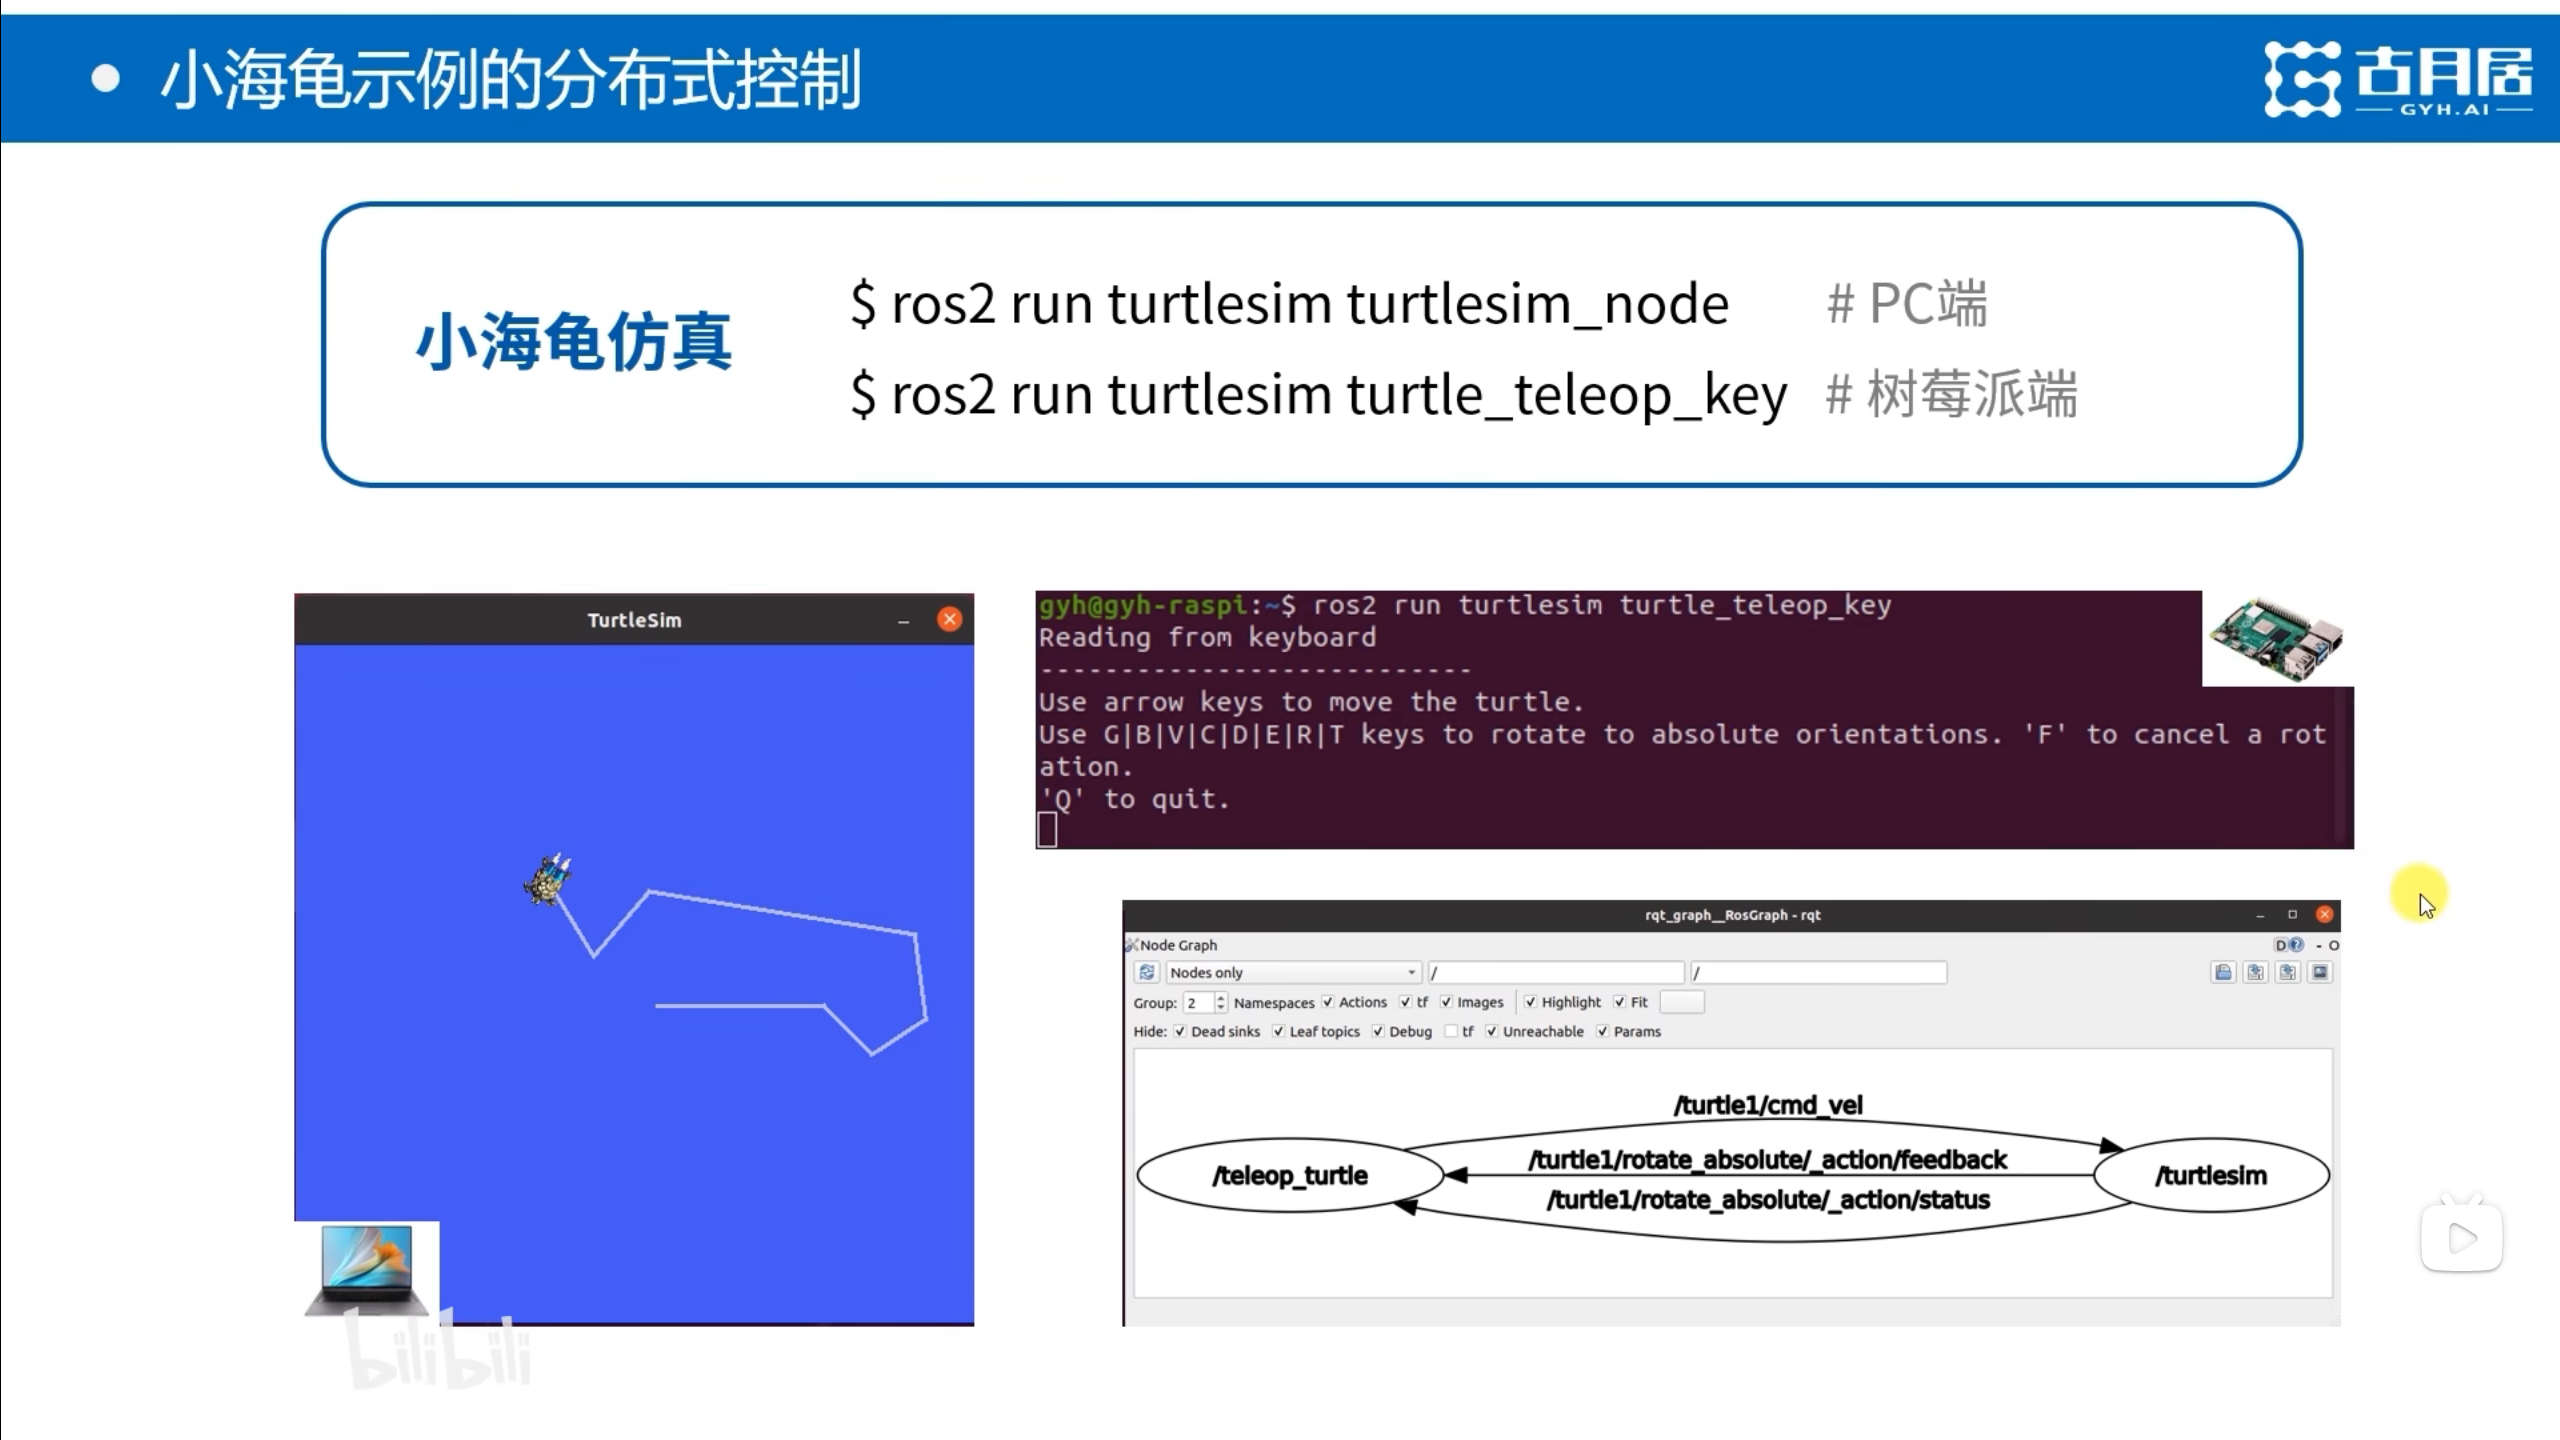 小海龟示例的分布式控制
古月居
GYH.AI
小海龟仿真
$ ros2 run turtlesim turtlesim_node # PC端
$ ros2 run turtlesim turtle_teleop_key # 树莓派端
TurtleSim
gyh@gyh-raspi:~$ ros2 run turtlesim turtle_teleop_key
Reading from keyboard
---------------------------
Use arrow keys to move the turtle.
Use G|B|V|C|D|E|R|T keys to rotate to absolute orientations. 'F' to cancel a rot
ation.
'Q' to quit.
rqt_graph__RosGraph - rqt
Node Graph
D - O
Nodes only / /
Group: 2 Namespaces Actions tf Images Highlight Fit
Hide: Dead sinks Leaf topics Debug tf Unreachable Params
/turtle1/cmd_vel
/turtle1/rotate_absolute/_action/feedback
/teleop_turtle
/turtlesim
/turtle1/rotate_absolute/_action/status
bilibili